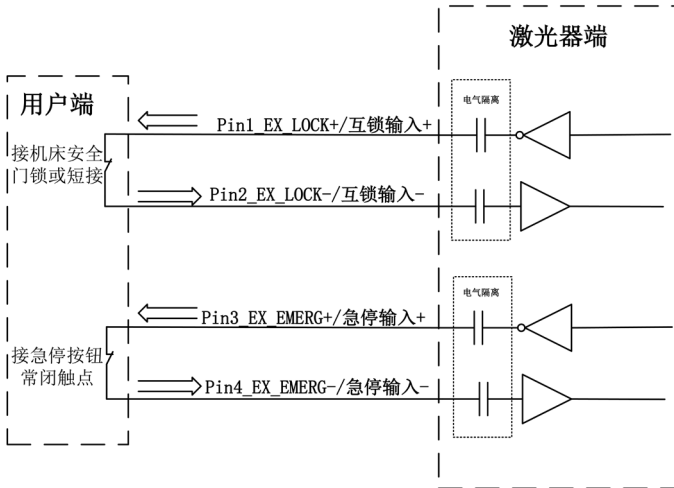 激光器端
用户端
电气隔离
Pin1_EX_LOCK+/互锁输入+
接机床安全
门锁或短接
Pin2_EX_LOCK-/互锁输入-
电气隔离
Pin3_EX_EMERG+/急停输入+
接急停按钮
常闭触点
Pin4_EX_EMERG-/急停输入-